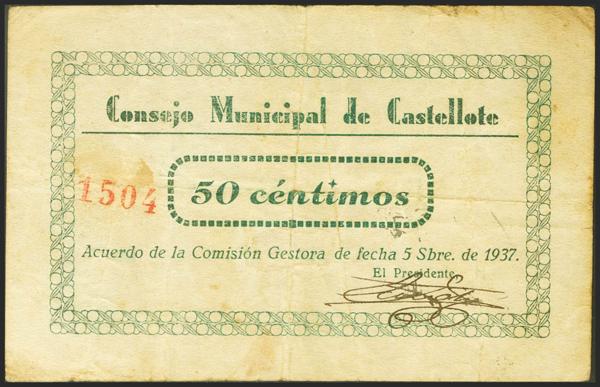 Consejo Municipal de Castellote
1504
50 céntimos
Acuerdo de la Comisión Gestora de fecha 5 Sbre. de 1937.
El Presidente